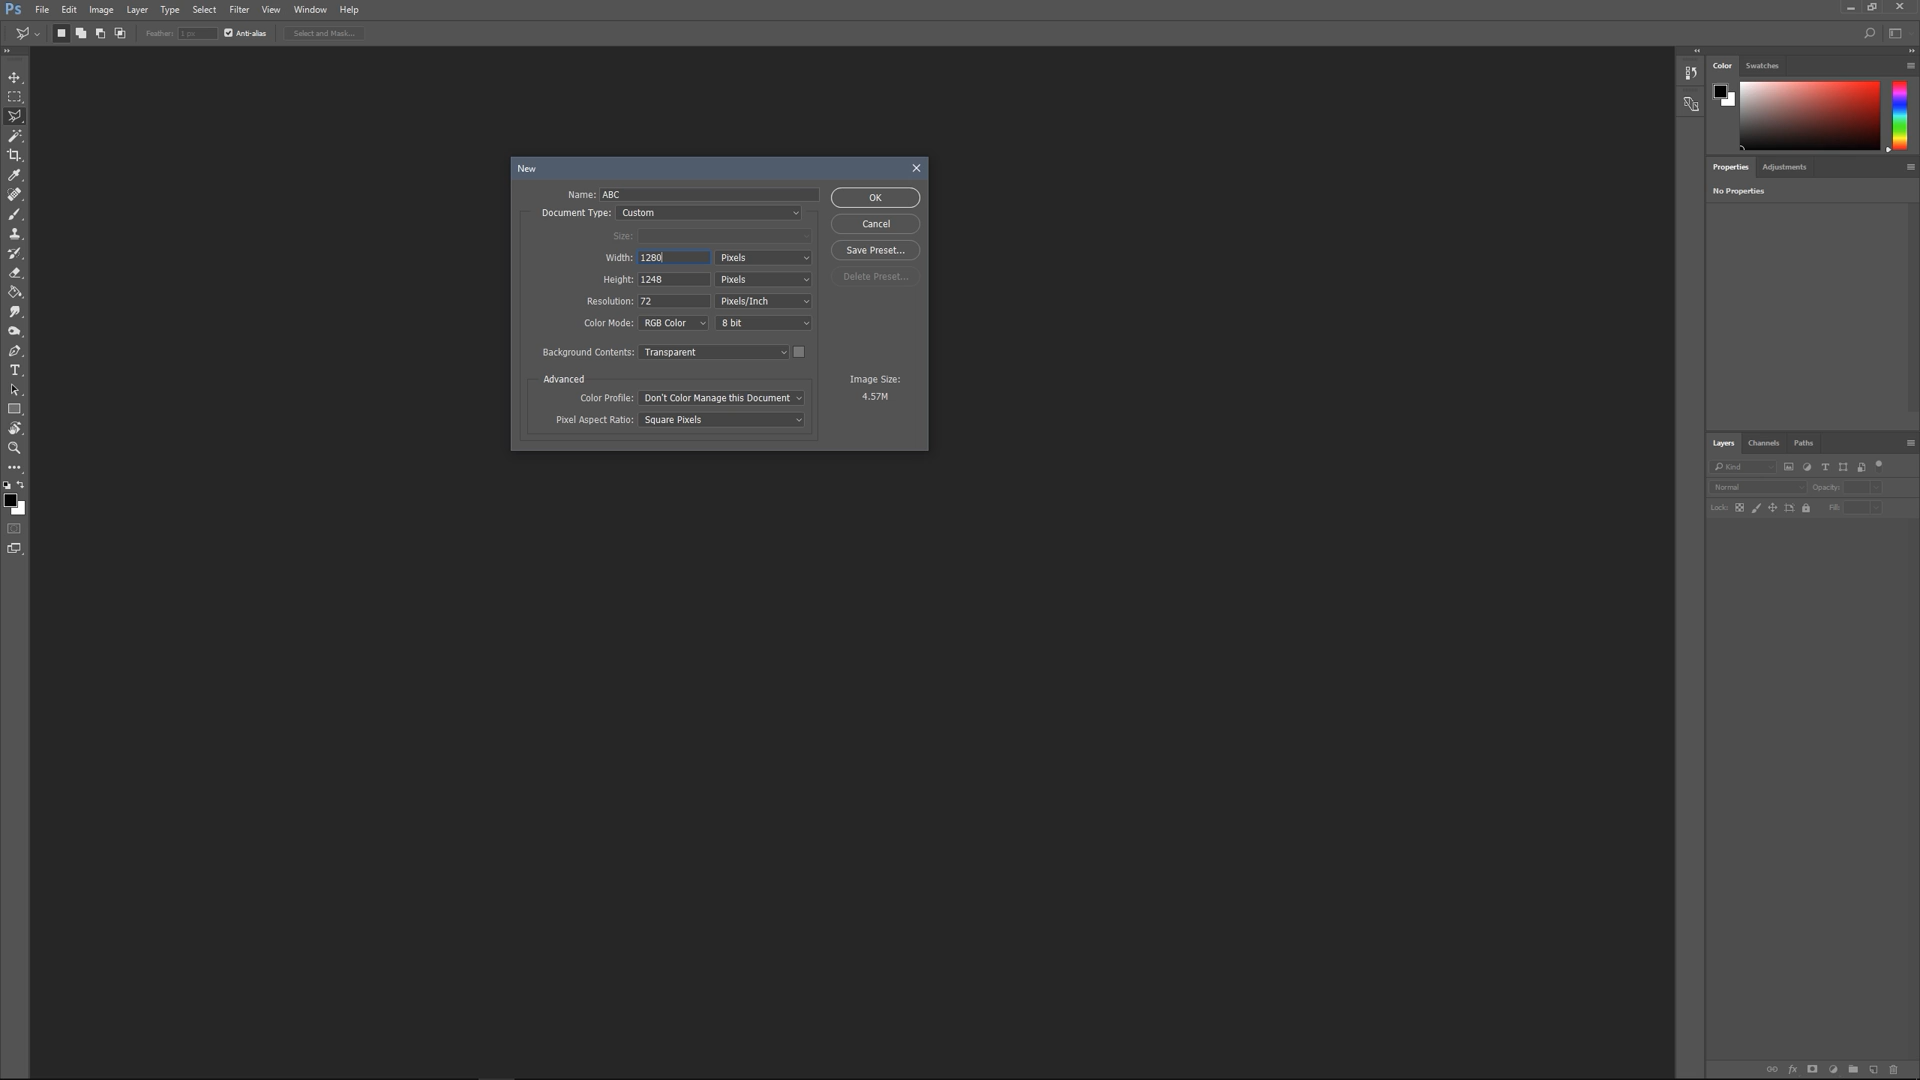 Ps File Edit Image Layer Type Select Filter View Window Help
Feather: 1 px Anti-alias Select and Mask...
Color Swatches
New
Name: ABC OK
Document Type: Custom
Cancel
Size:
Save Preset...
Width: 1280 Pixels
Height: 1248 Pixels Delete Preset...
Resolution: 72 Pixels/Inch
Color Mode: RGB Color 8 bit
Background Contents: Transparent
Advanced Image Size:
Color Profile: Don't Color Manage this Document 4.57M
Pixel Aspect Ratio: Square Pixels
Properties Adjustments
No Properties
Layers Channels Paths
Kind
Normal Opacity:
Lock: Fill:
fx